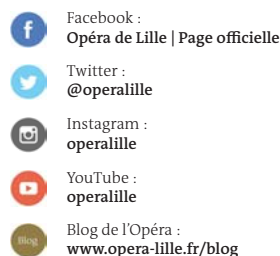 Facebook :
Opéra de Lille | Page officielle
Twitter :
@operalille
Instagram :
operalille
YouTube :
operalille
Blog
Blog de l'Opéra :
www.opera-lille.fr/blog